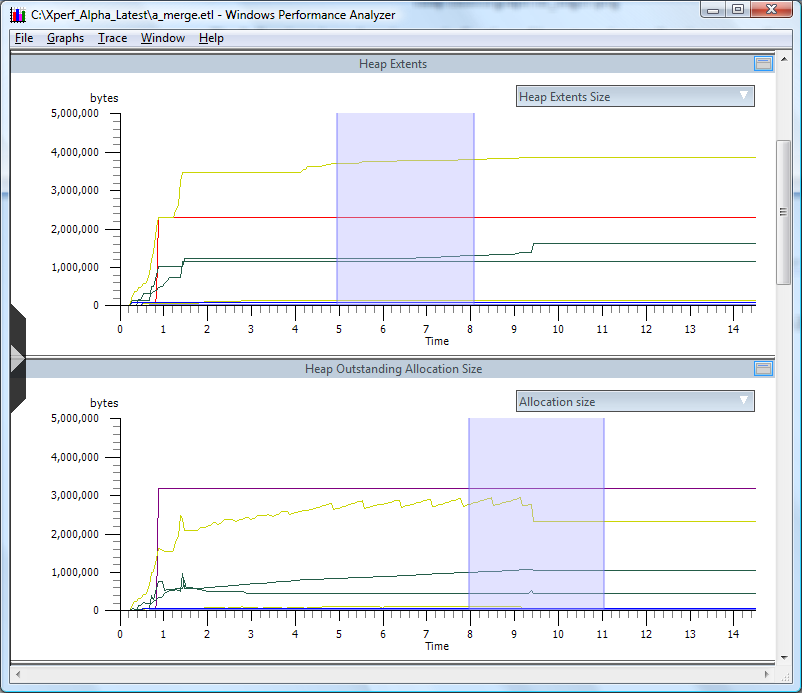 C:\Xperf_Alpha_Latest\a_merge.etl - Windows Performance Analyzer
File Graphs Trace Window Help
Heap Extents
bytes
Heap Extents Size
5,000,000
4,000,000
3,000,000
2,000,000
1,000,000
0
0 1 2 3 4 5 6 7 8 9 10 11 12 13 14
Time
Heap Outstanding Allocation Size
bytes
Allocation size
5,000,000
4,000,000
3,000,000
2,000,000
1,000,000
0
0 1 2 3 4 5 6 7 8 9 10 11 12 13 14
Time